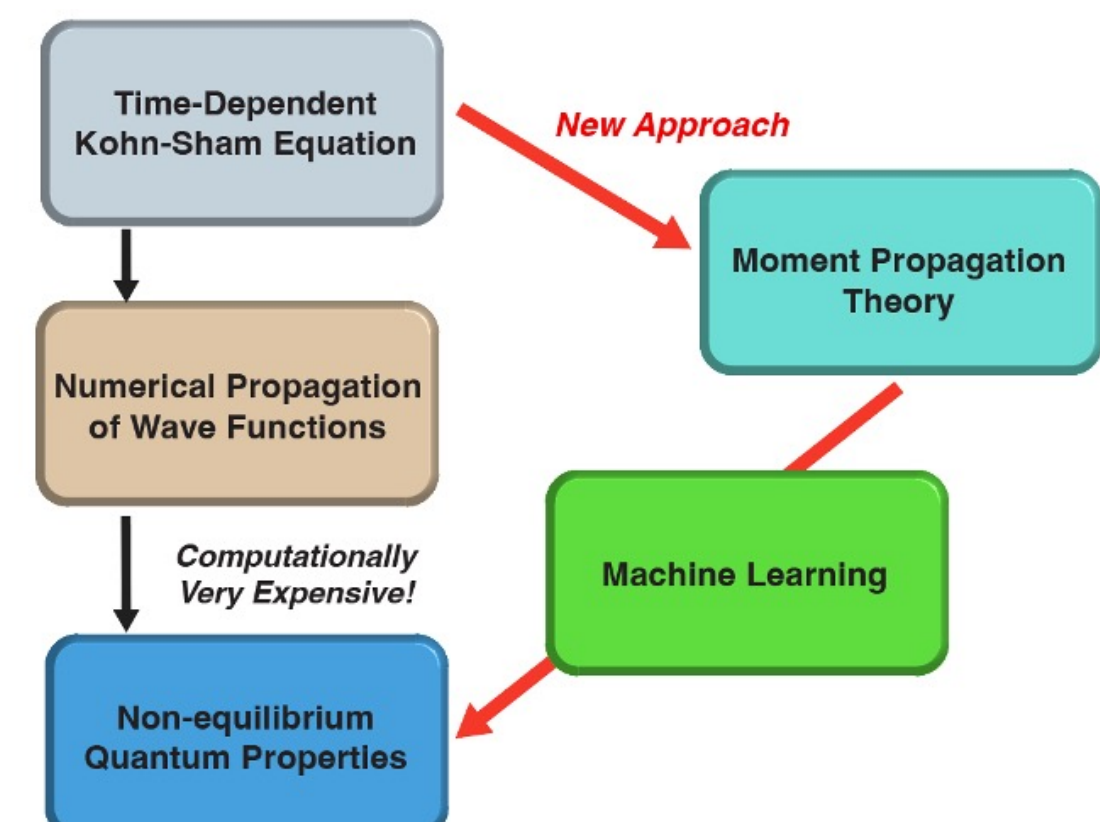 Time-Dependent
Kohn-Sham Equation
New Approach
Moment Propagation
Theory
Numerical Propagation
of Wave Functions
Computationally
Very Expensive!
Machine Learning
Non-equilibrium
Quantum Properties